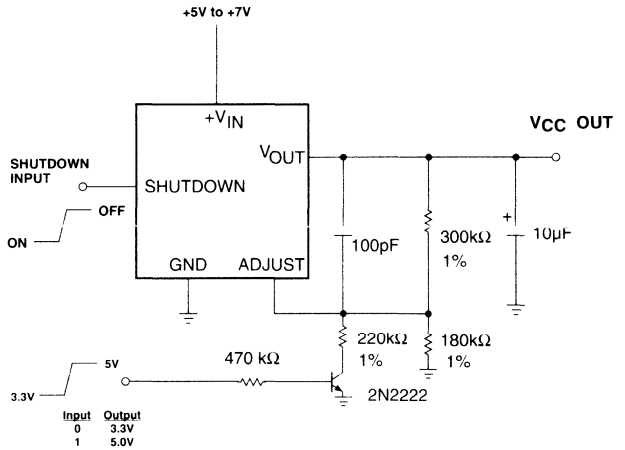 +5V to +7V
+VIN
VCC OUT
VOUT
SHUTDOWN
INPUT
SHUTDOWN
OFF
ON
+
100pF
300kΩ
1%
10µF
GND
ADJUST
470 kΩ
220kΩ
1%
180kΩ
1%
5V
3.3V
2N2222
Input Output
0 3.3V
1 5.0V